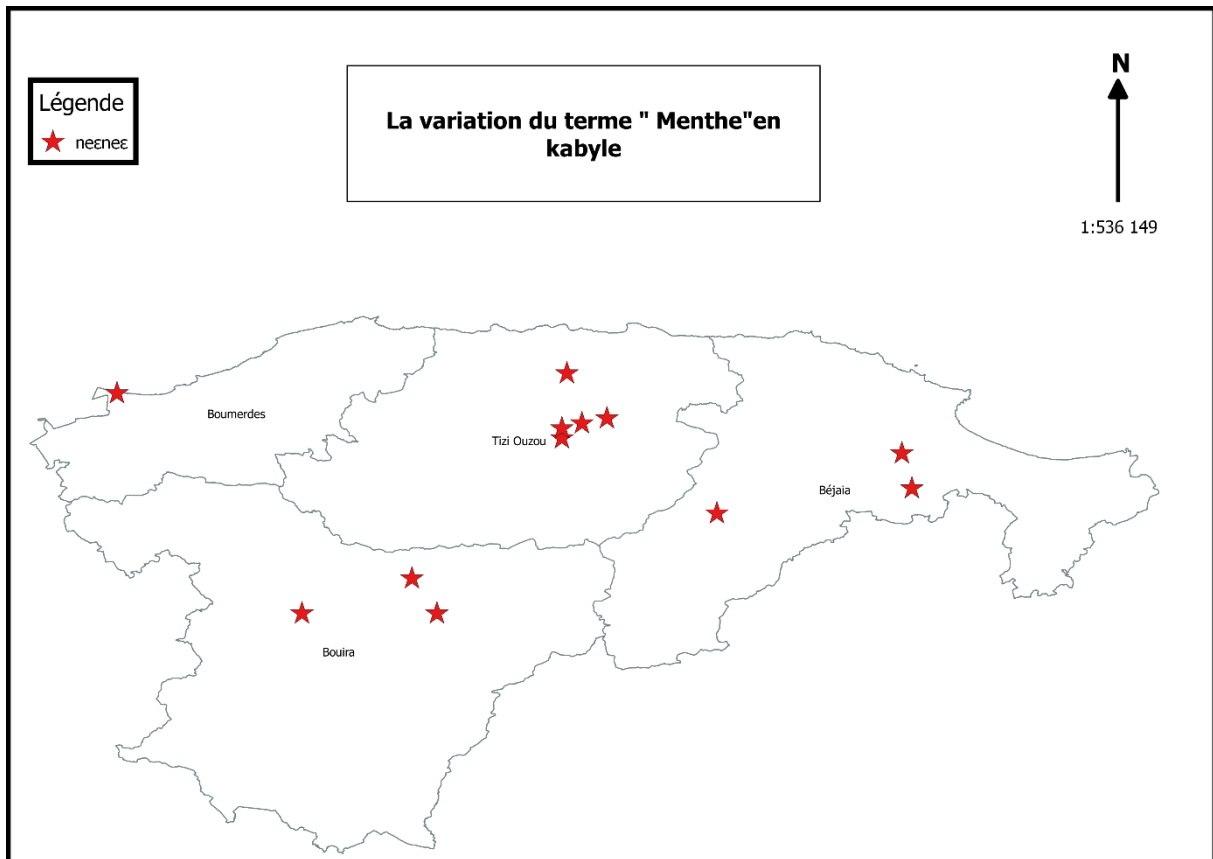 Légende
neɛneɛ
La variation du terme " Menthe"en
kabyle
N
1:536 149
Boumerdes
Tizi Ouzou
Béjaia
Bouira